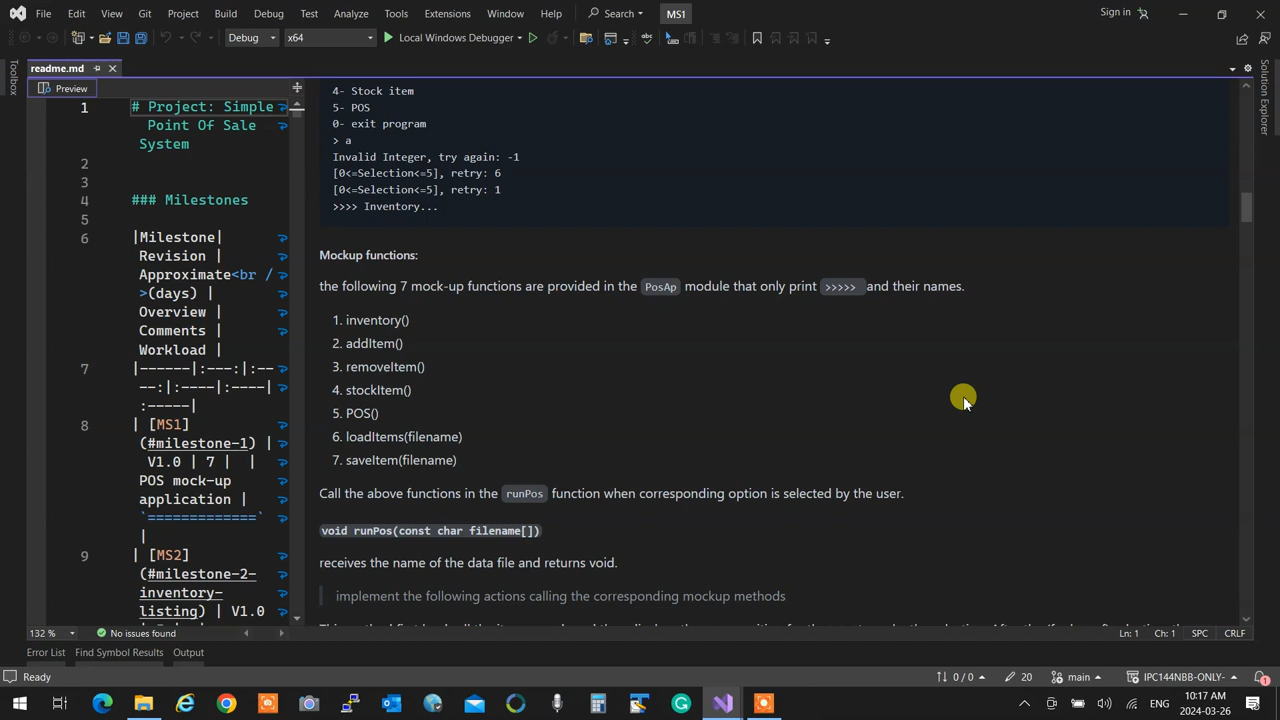 File Edit View Git Project Build Debug Test Analyze Tools Extensions Window Help Search MS1 Sign in
Debug x64 Local Windows Debugger
Toolbox
readme.md
Solution Explorer
Preview
1 # Project: Simple
Point Of Sale
System
2
3
4 ### Milestones
5
6 |Milestone|
Revision |
Approximate<br /
>(days) |
Overview |
Comments |
Workload |
7 |------|:---:|:--
--:|:----|:----|
:-----|
8 | [MS1]
(#milestone-1) |
V1.0 | 7 | |
POS mock-up
application |
`=============`
|
9 | [MS2]
(#milestone-2-
inventory-
listing) | V1.0
4- Stock item
5- POS
0- exit program
> a
Invalid Integer, try again: -1
[0<=Selection<=5], retry: 6
[0<=Selection<=5], retry: 1
>>>> Inventory...
Mockup functions:
the following 7 mock-up functions are provided in the PosAp module that only print >>>>> and their names.
1. inventory()
2. addItem()
3. removeItem()
4. stockItem()
5. POS()
6. loadItems(filename)
7. saveItem(filename)
Call the above functions in the runPos function when corresponding option is selected by the user.
void runPos(const char filename[])
receives the name of the data file and returns void.
implement the following actions calling the corresponding mockup methods
132 % No issues found Ln: 1 Ch: 1 SPC CRLF
Error List Find Symbol Results Output
Ready 0 / 0 20 main IPC144NBB-ONLY- 1
ENG 10:17 AM
2024-03-26